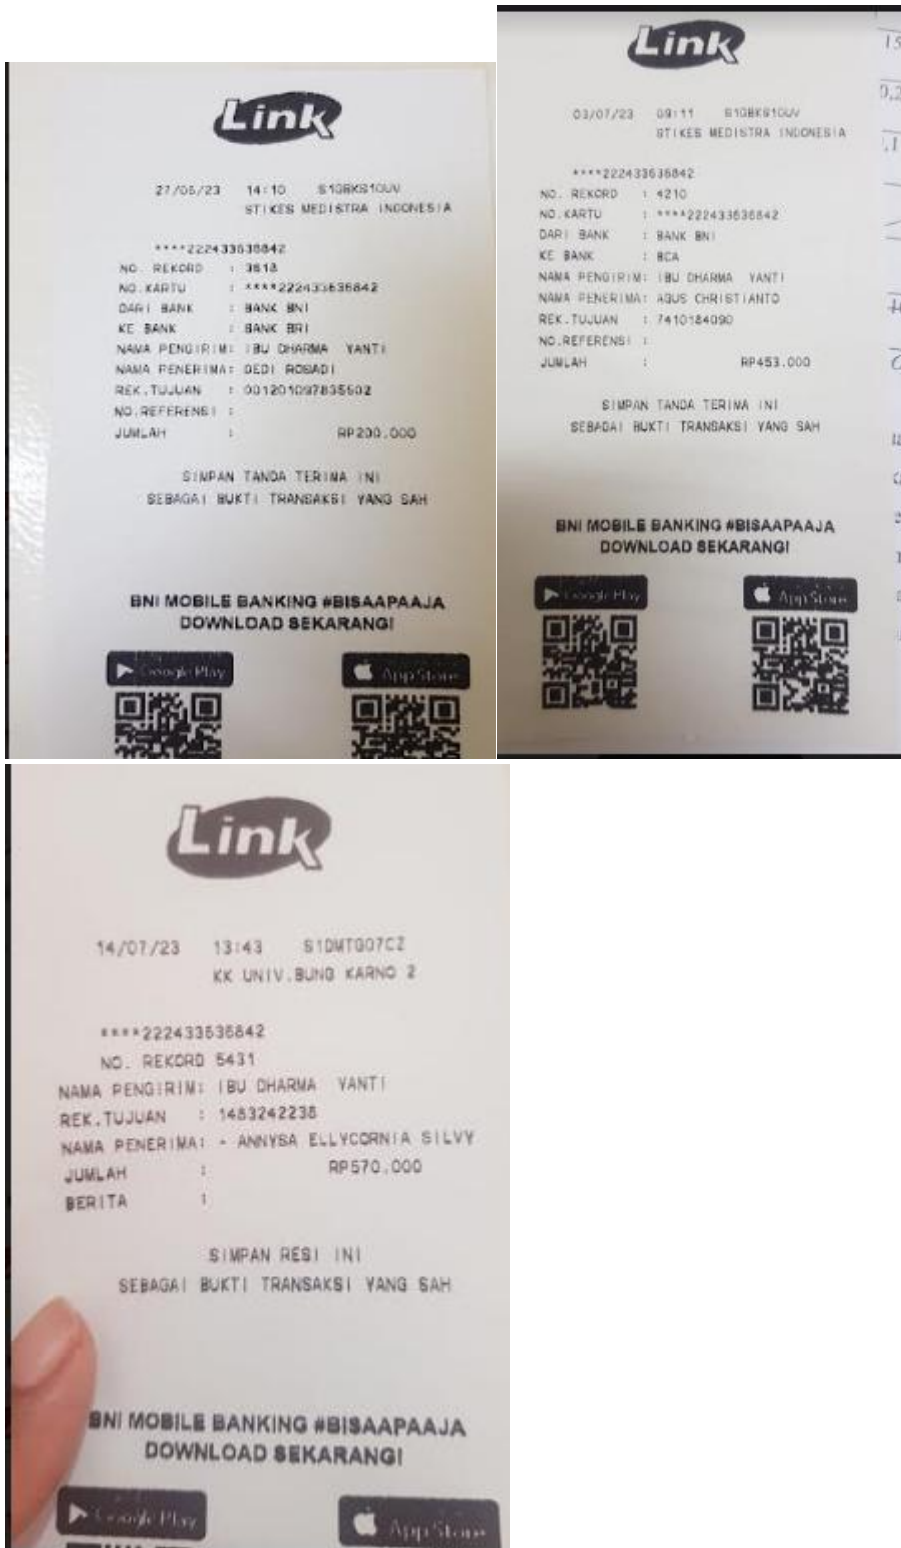 Link
27/06/23 14:10 S1GBKS1OUV
STIKES MEDISTRA INDONESIA
****222433636842
NO. REKORD : 3618
NO.KARTU : ****222433636842
DARI BANK : BANK BNI
KE BANK : BANK BRI
NAMA PENGIRIM: IBU DHARMA YANTI
NAMA PENERIMA: DEDI ROSADI
REK.TUJUAN : 001201097835502
NO.REFERENSI :
JUMLAH : RP200.000
SIMPAN TANDA TERIMA INI
SEBAGAI BUKTI TRANSAKSI YANG SAH
BNI MOBILE BANKING #BISAAPAAJA
DOWNLOAD SEKARANG!
Google Play App Store
Link
03/07/23 09:11 S1GBKS1OUV
STIKES MEDISTRA INDONESIA
****222433636842
NO. REKORD : 4210
NO.KARTU : ****222433636842
DARI BANK : BANK BNI
KE BANK : BCA
NAMA PENGIRIM: IBU DHARMA YANTI
NAMA PENERIMA: AGUS CHRISTIANTO
REK.TUJUAN : 7410184090
NO.REFERENSI :
JUMLAH : RP453.000
SIMPAN TANDA TERIMA INI
SEBAGAI BUKTI TRANSAKSI YANG SAH
BNI MOBILE BANKING #BISAAPAAJA
DOWNLOAD SEKARANG!
Google Play App Store
Link
14/07/23 13:43 S1DMTG07CZ
KK UNIV.BUNG KARNO 2
****222433636842
NO. REKORD 5431
NAMA PENGIRIM: IBU DHARMA YANTI
REK.TUJUAN : 1483242238
NAMA PENERIMA: - ANNYSA ELLYCORNIA SILVY
JUMLAH : RP570.000
BERITA :
SIMPAN RESI INI
SEBAGAI BUKTI TRANSAKSI YANG SAH
BNI MOBILE BANKING #BISAAPAAJA
DOWNLOAD SEKARANG!
Google Play App Store